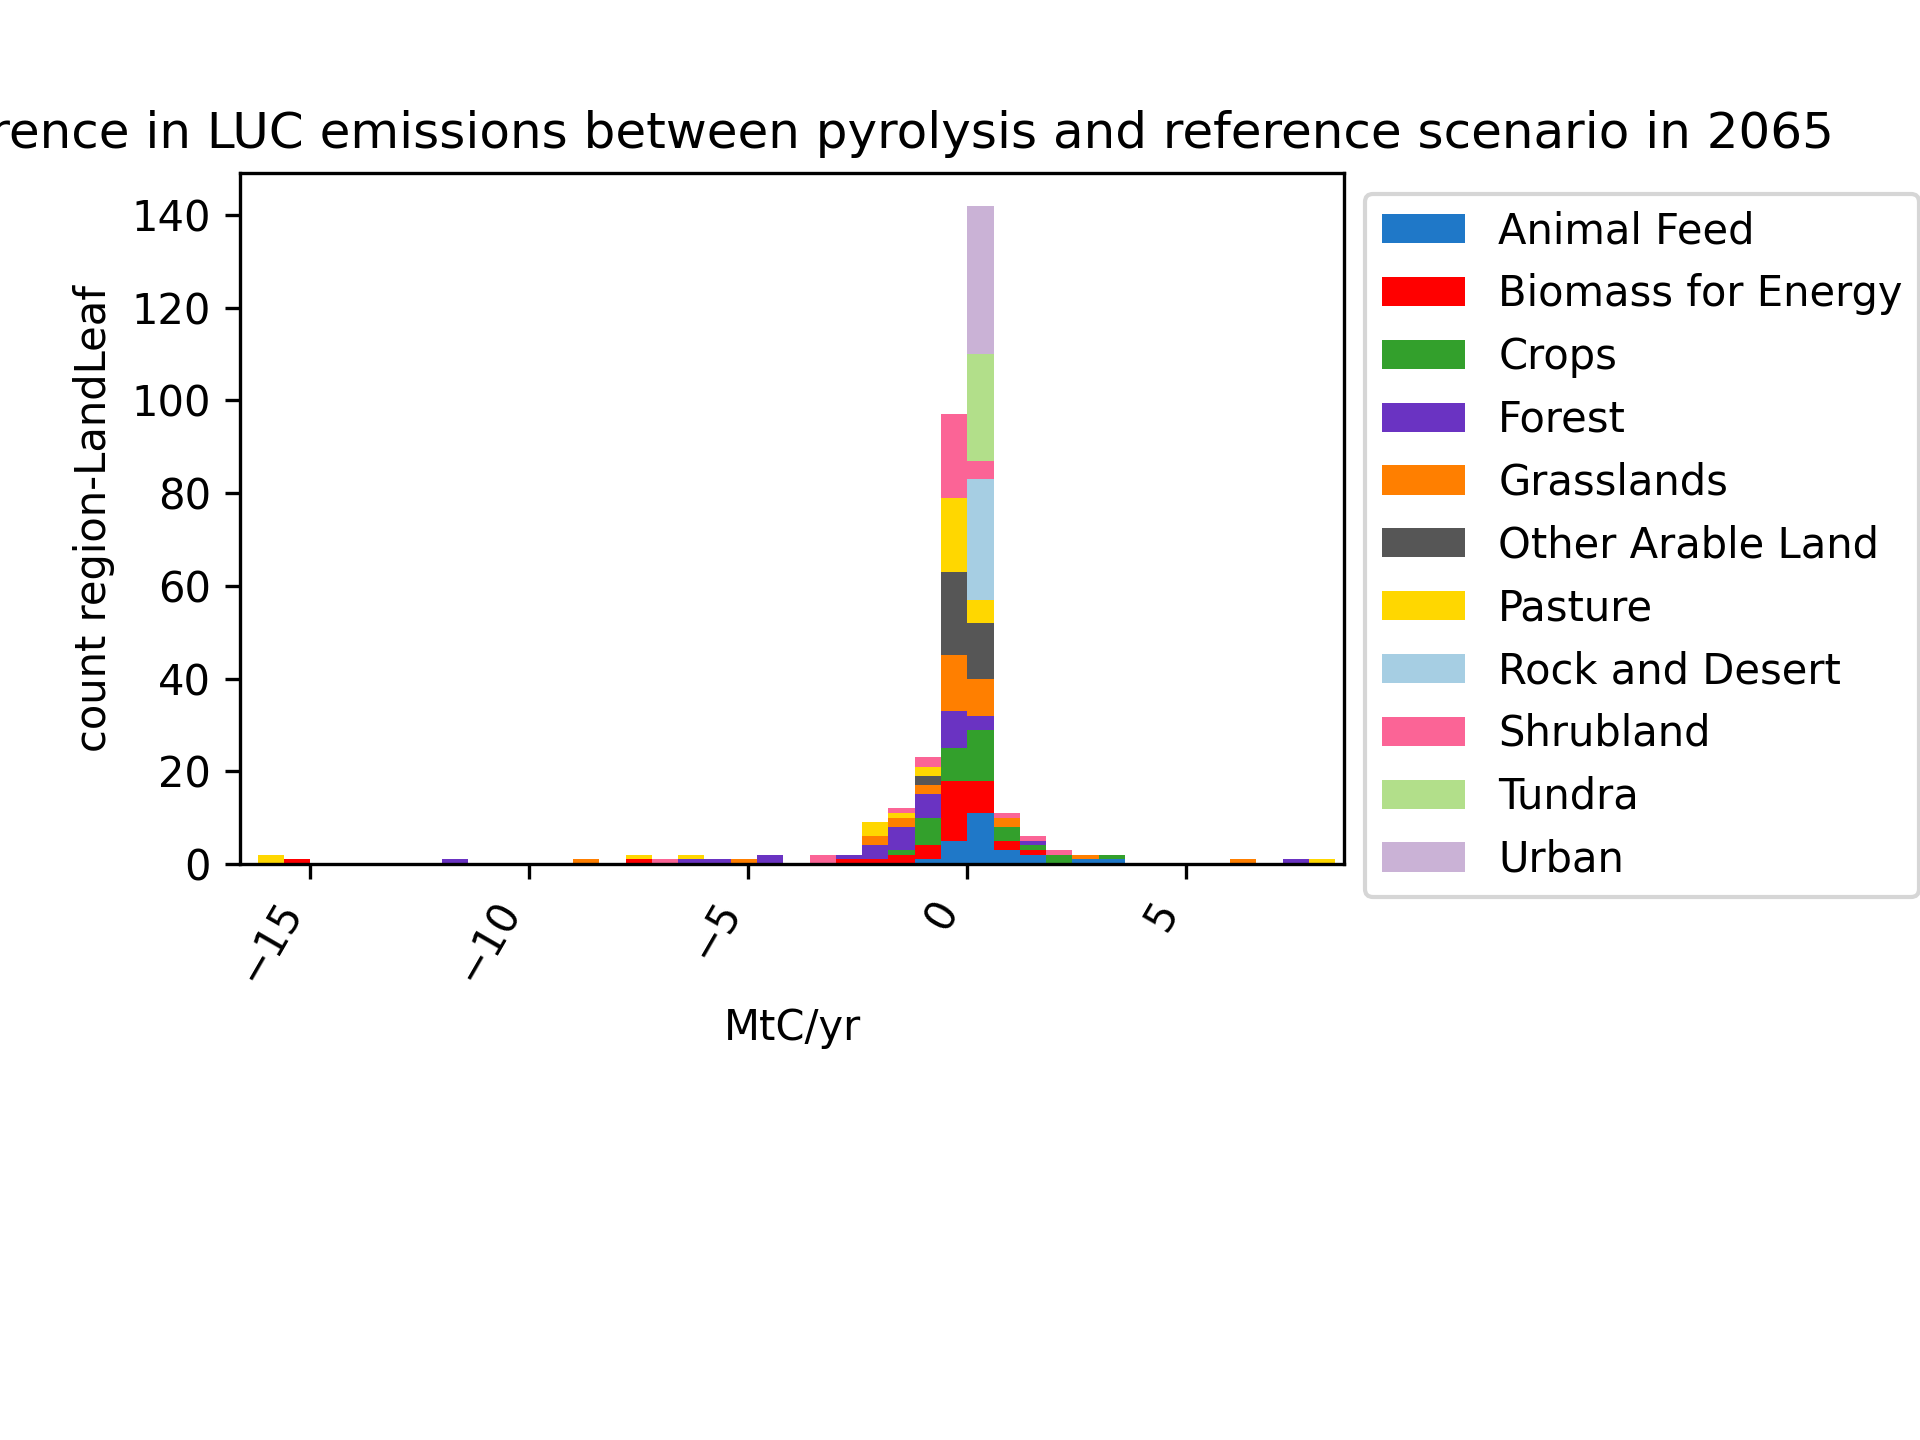 rence in LUC emissions between pyrolysis and reference scenario in 2065
140
120
100
80
60
40
20
0
count region-LandLeaf
−15
−10
−5
0
5
MtC/yr
Animal Feed
Biomass for Energy
Crops
Forest
Grasslands
Other Arable Land
Pasture
Rock and Desert
Shrubland
Tundra
Urban